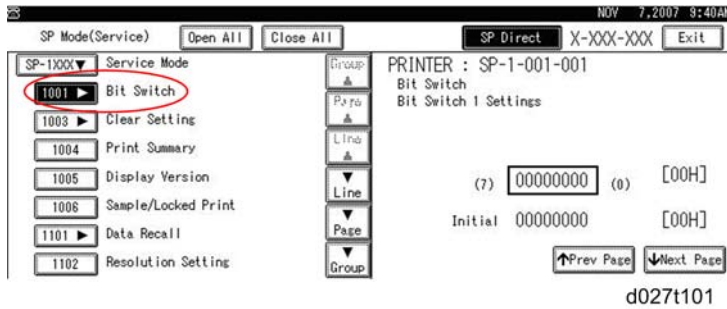 NOV 7,2007 9:40AM
SP Mode(Service) Open All Close All SP Direct X-XXX-XXX Exit
SP-1XXX▼ Service Mode
1001 ▶ Bit Switch
1003 ▶ Clear Setting
1004 Print Summary
1005 Display Version
1006 Sample/Locked Print
1101 ▶ Data Recall
1102 Resolution Setting
Group
Page
Line
Line
Page
Group
PRINTER : SP-1-001-001
Bit Switch
Bit Switch 1 Settings
(7) 00000000 (0) [00H]
Initial 00000000 [00H]
↑Prev Page ↓Next Page
d027t101